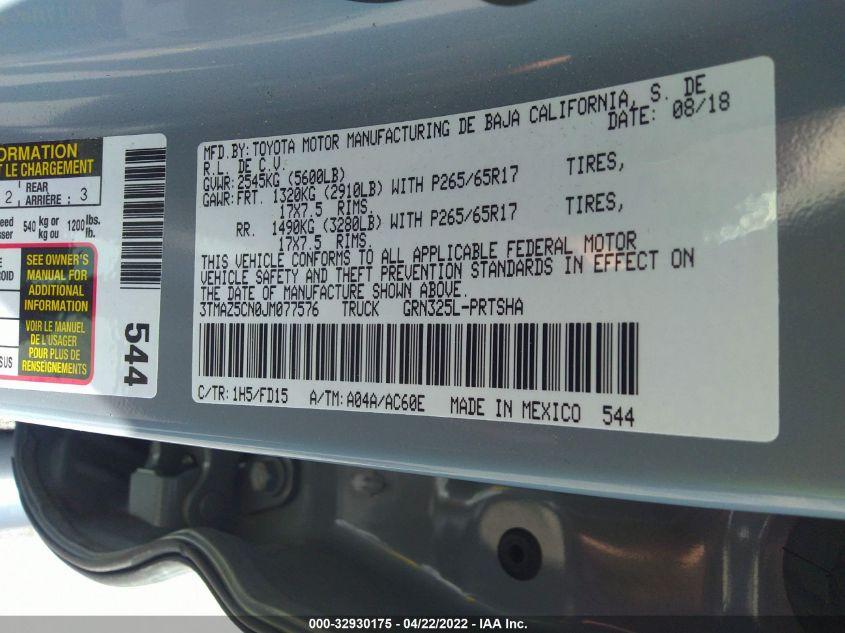 ORMATION
T LE CHARGEMENT
2 REAR ARRIÈRE : 3
540 kg or kg ou 1200 lbs. lb.
SEE OWNER'S
MANUAL FOR
ADDITIONAL
INFORMATION
VOIR LE MANUEL
DE L'USAGER
POUR PLUS DE
RENSEIGNEMENTS
544
MFD.BY:TOYOTA MOTOR MANUFACTURING DE BAJA CALIFORNIA, S. DE
R.L. DE C.V. DATE: 08/18
GVWR:2545KG (5600LB)
GAWR:FRT. 1320KG (2910LB) WITH P265/65R17 TIRES,
17X7.5 RIMS.
RR. 1490KG (3280LB) WITH P265/65R17 TIRES,
17X7.5 RIMS.
THIS VEHICLE CONFORMS TO ALL APPLICABLE FEDERAL MOTOR
VEHICLE SAFETY AND THEFT PREVENTION STANDARDS IN EFFECT ON
THE DATE OF MANUFACTURE SHOWN ABOVE.
3TMAZ5CN0JM077576 TRUCK GRN325L-PRTSHA
C/TR:1H5/FD15 A/TM:A04A/AC60E MADE IN MEXICO 544
000-32930175 - 04/22/2022 - IAA Inc.